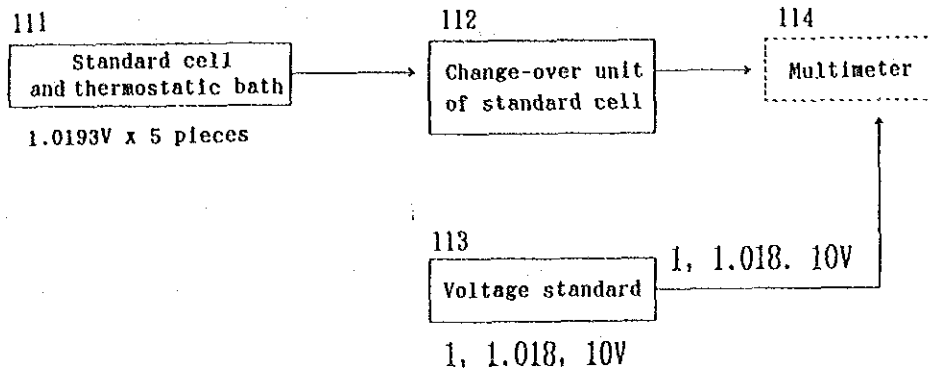 111
Standard cell
and thermostatic bath
1.0193V x 5 pieces
112
Change-over unit
of standard cell
114
Multimeter
113
Voltage standard
1, 1.018. 10V
1, 1.018, 10V